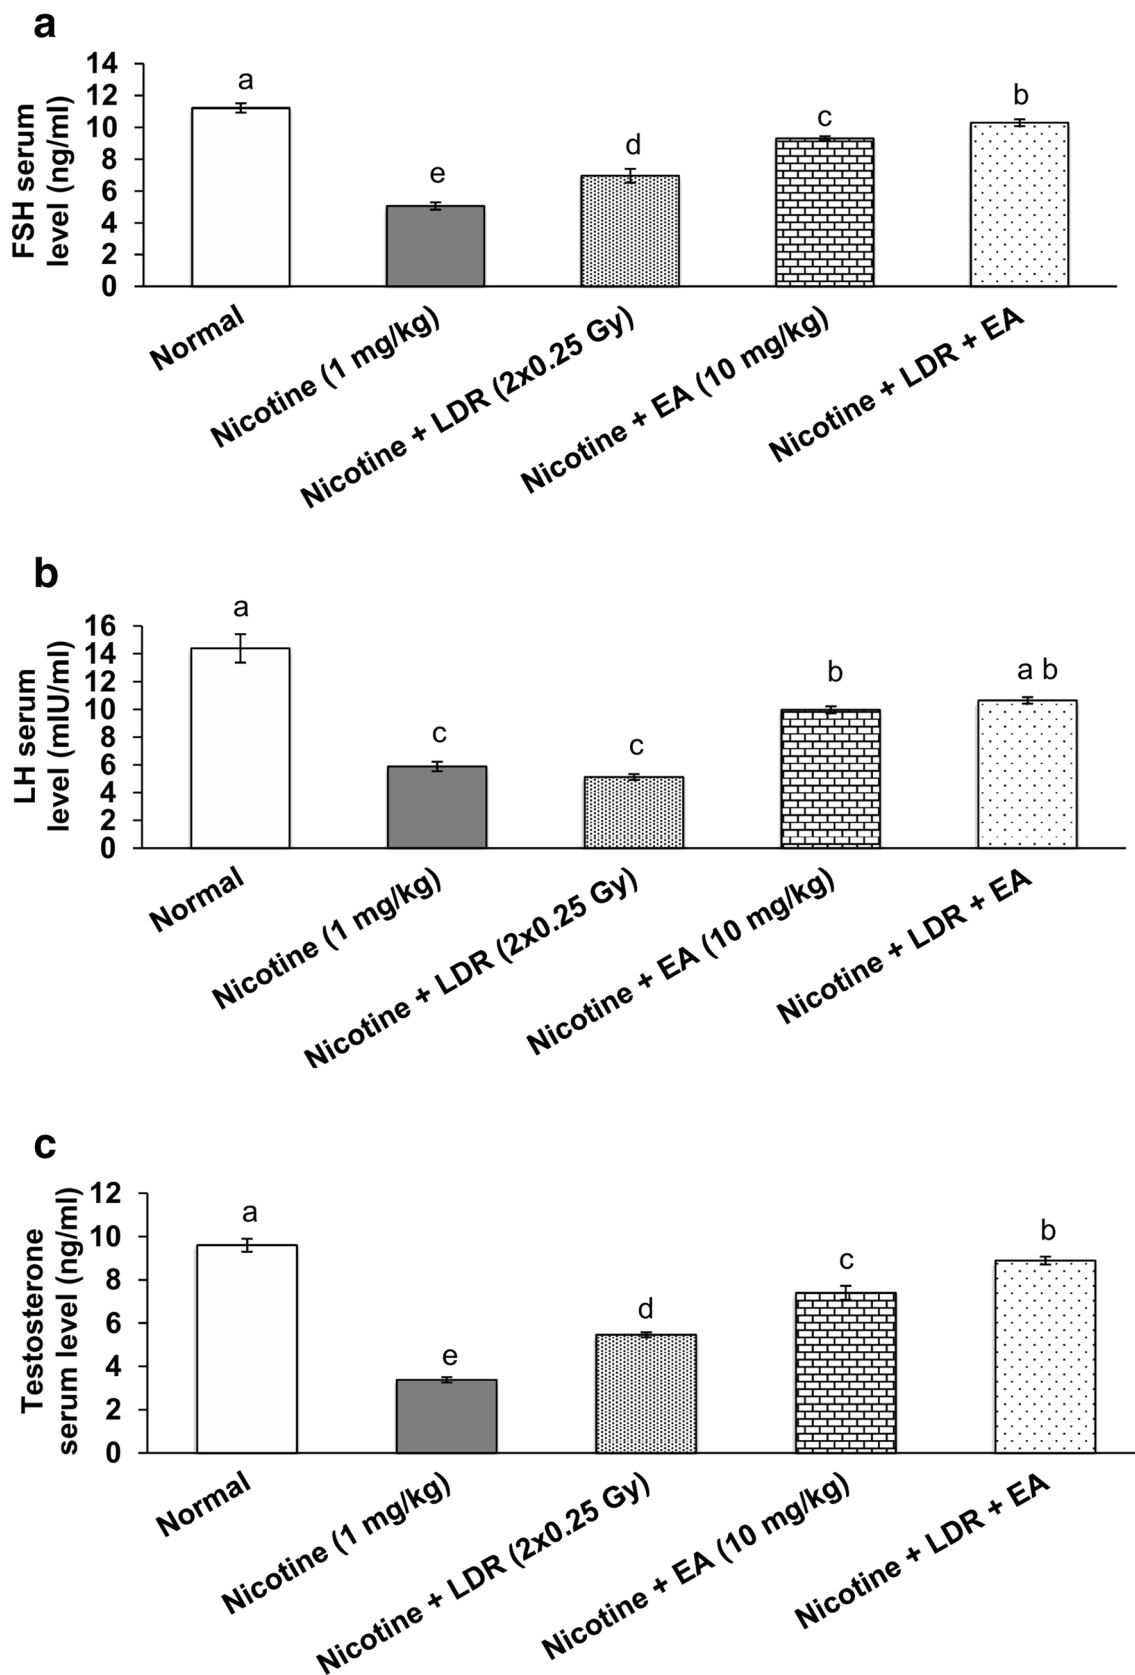 a
FSH serum
level (ng/ml)
14
12
10
8
6
4
2
0
a
e
d
c
b
Normal
Nicotine (1 mg/kg)
Nicotine + LDR (2x0.25 Gy)
Nicotine + EA (10 mg/kg)
Nicotine + LDR + EA
b
LH serum
level (mIU/ml)
16
14
12
10
8
6
4
2
0
a
c
c
b
a b
Normal
Nicotine (1 mg/kg)
Nicotine + LDR (2x0.25 Gy)
Nicotine + EA (10 mg/kg)
Nicotine + LDR + EA
c
Testosterone
serum level (ng/ml)
12
10
8
6
4
2
0
a
e
d
c
b
Normal
Nicotine (1 mg/kg)
Nicotine + LDR (2x0.25 Gy)
Nicotine + EA (10 mg/kg)
Nicotine + LDR + EA